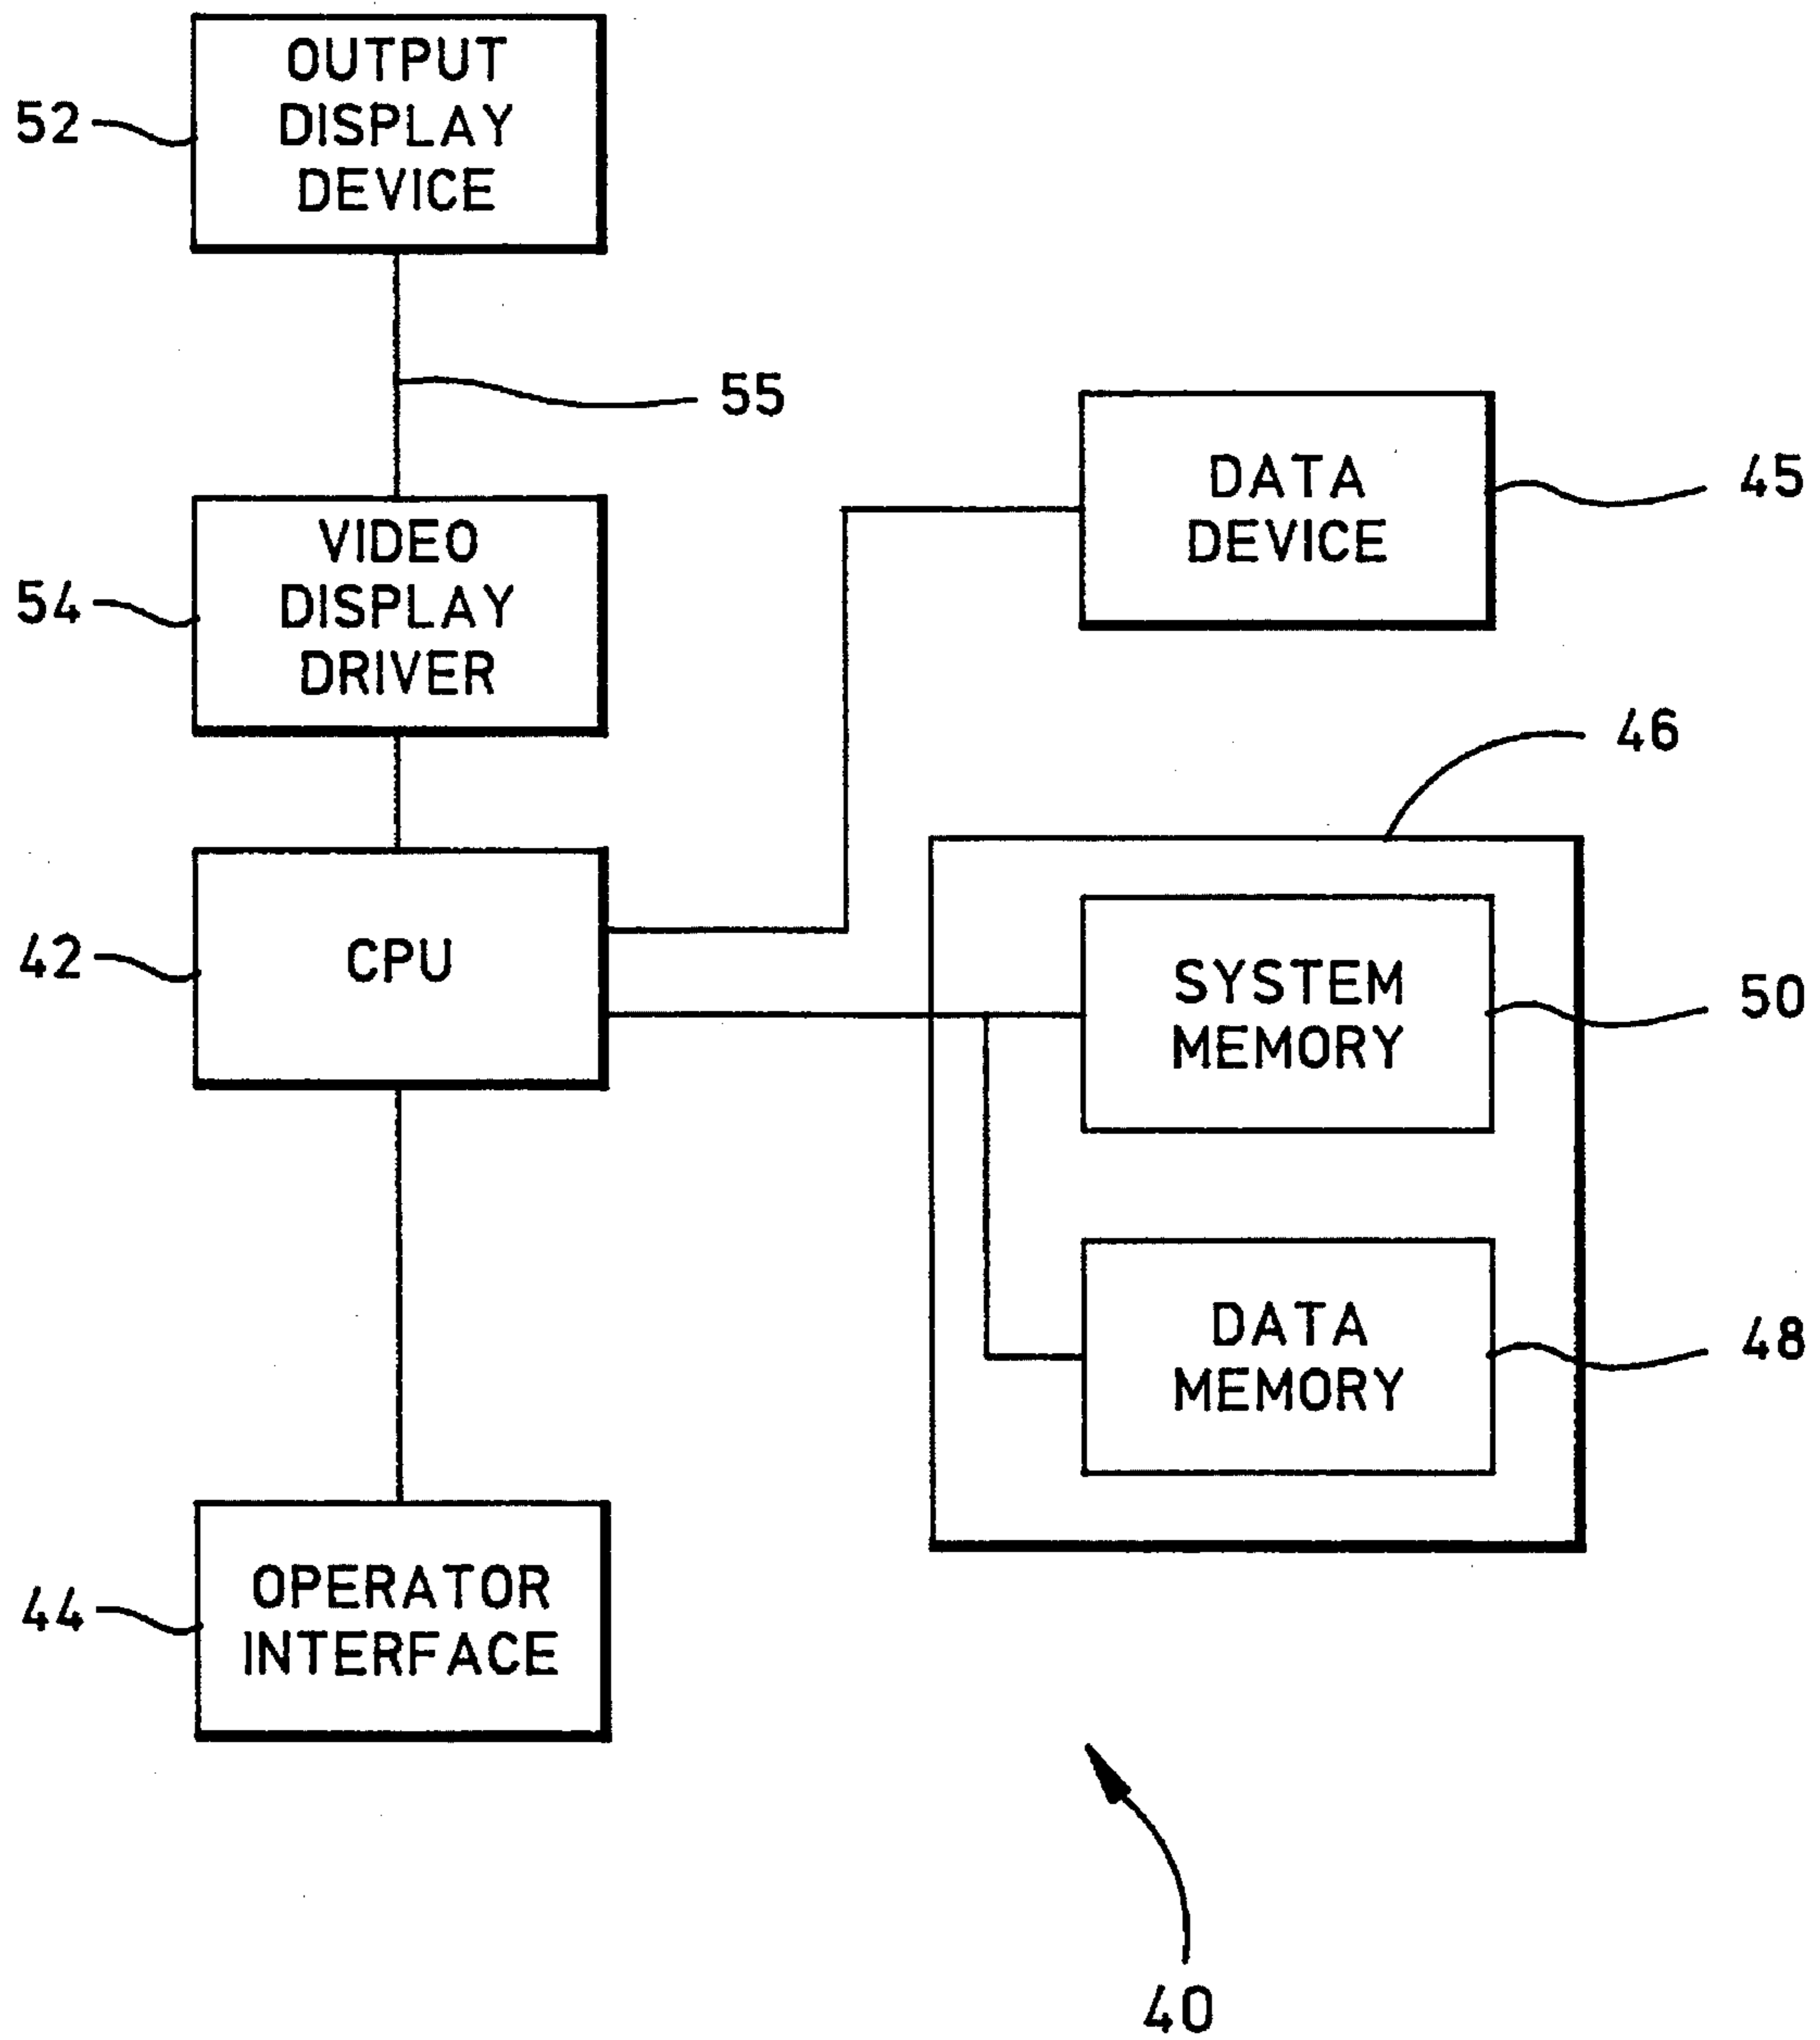 52
OUTPUT
DISPLAY
DEVICE
55
54
VIDEO
DISPLAY
DRIVER
DATA
DEVICE
45
46
42
CPU
SYSTEM
MEMORY
50
DATA
MEMORY
48
44
OPERATOR
INTERFACE
40